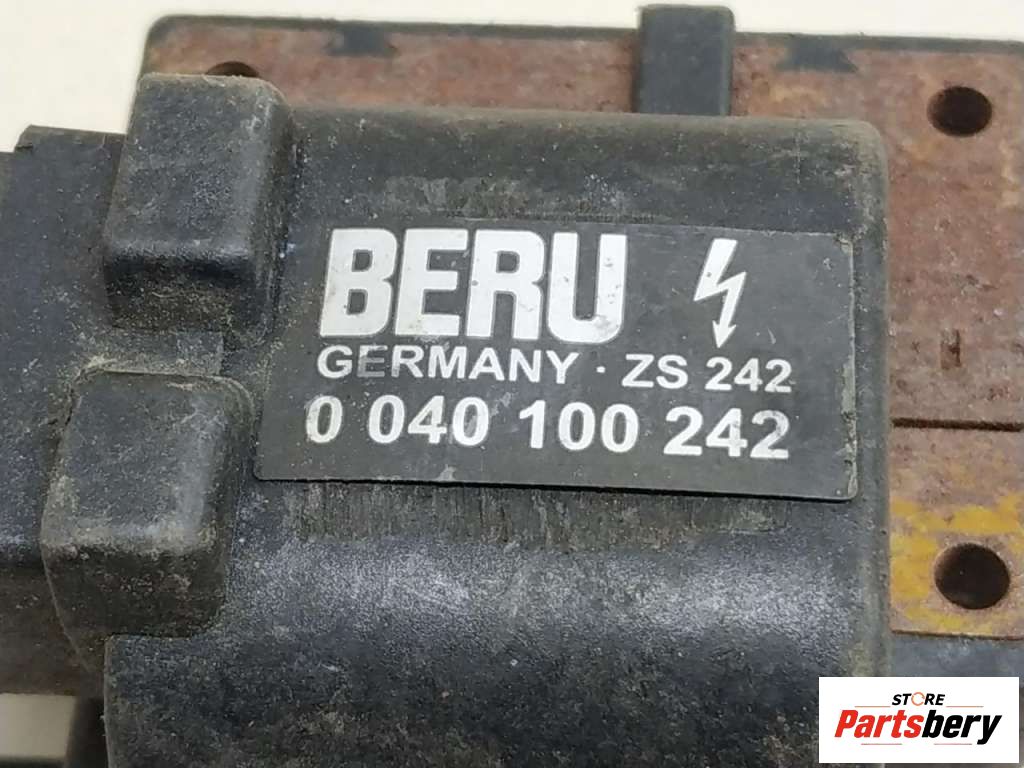 BERU
GERMANY · ZS 242
0 040 100 242
STORE
Partsbery